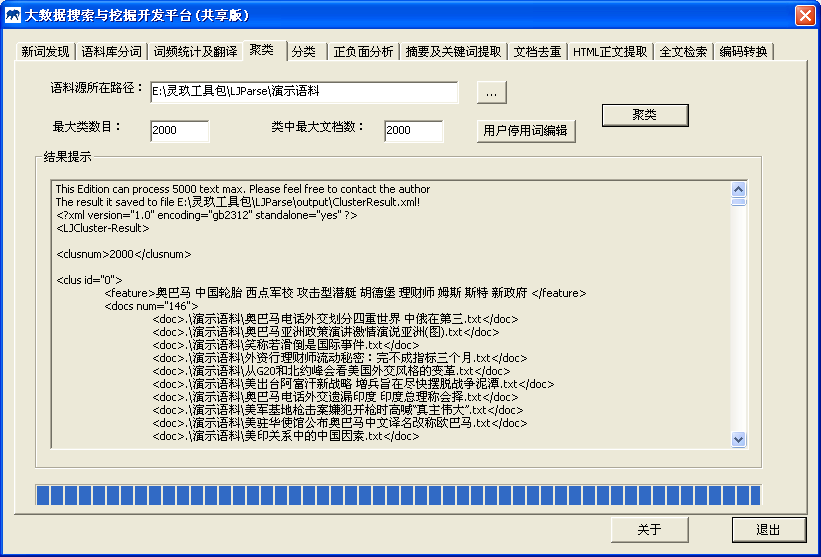 大数据搜索与挖掘开发平台(共享版)
新词发现 语料库分词 词频统计及翻译 聚类 分类 正负面分析 摘要及关键词提取 文档去重 HTML正文提取 全文检索 编码转换
语料源所在路径： E:\灵玖工具包\LJParse\演示语料 ...
最大类数目： 2000 类中最大文档数： 2000 用户停用词编辑 聚类
结果提示
This Edition can process 5000 text max. Please feel free to contact the author
The result it saved to file E:\灵玖工具包\LJParse\output\ClusterResult.xml!
<?xml version="1.0" encoding="gb2312" standalone="yes" ?>
<LJCluster-Result>
<clusnum>2000</clusnum>
<clus id="0">
<feature>奥巴马 中国轮胎 西点军校 攻击型潜艇 胡德堡 理财师 姆斯 斯特 新政府 </feature>
<docs num="146">
<doc>.\演示语料\奥巴马电话外交划分四重世界 中俄在第三.txt</doc>
<doc>.\演示语料\奥巴马亚洲政策演讲激情演说亚洲(图).txt</doc>
<doc>.\演示语料\笑称若滑倒是国际事件.txt</doc>
<doc>.\演示语料\外资行理财师流动秘密：完不成指标三个月.txt</doc>
<doc>.\演示语料\从G20和北约峰会看美国外交风格的变革.txt</doc>
<doc>.\演示语料\美出台阿富汗新战略 增兵旨在尽快摆脱战争泥潭.txt</doc>
<doc>.\演示语料\奥巴马电话外交遗漏印度 印度总理称会择.txt</doc>
<doc>.\演示语料\美军基地枪击案嫌犯开枪时高喊"真主伟大".txt</doc>
<doc>.\演示语料\美驻华使馆公布奥巴马中文译名改称欧巴马.txt</doc>
<doc>.\演示语料\美印关系中的中国因素.txt</doc>
关于 退出